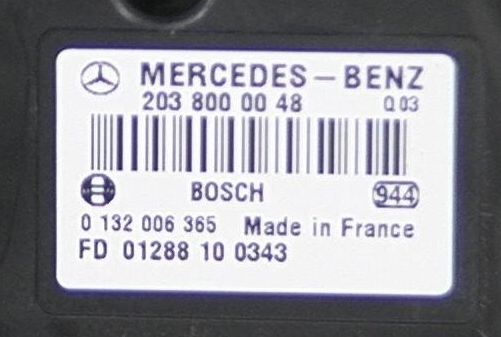 MERCEDES-BENZ
203 800 00 48 Q 03
BOSCH 944
0 132 006 365 Made in France
FD 01288 10 0343